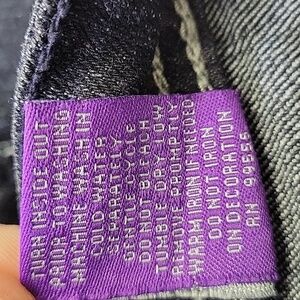 TURN INSIDE OUT
PRIOR TO WASHING
MACHINE WASH IN
COLD WATER
SEPARATLY
GENTLE CYCLE
DO NOT BLEACH
TUMBLE DRY LOW
REMOVE PROMPTLY
WARM IRON IF NEEDED
DO NOT IRON
ON DECORATION
RN 99556